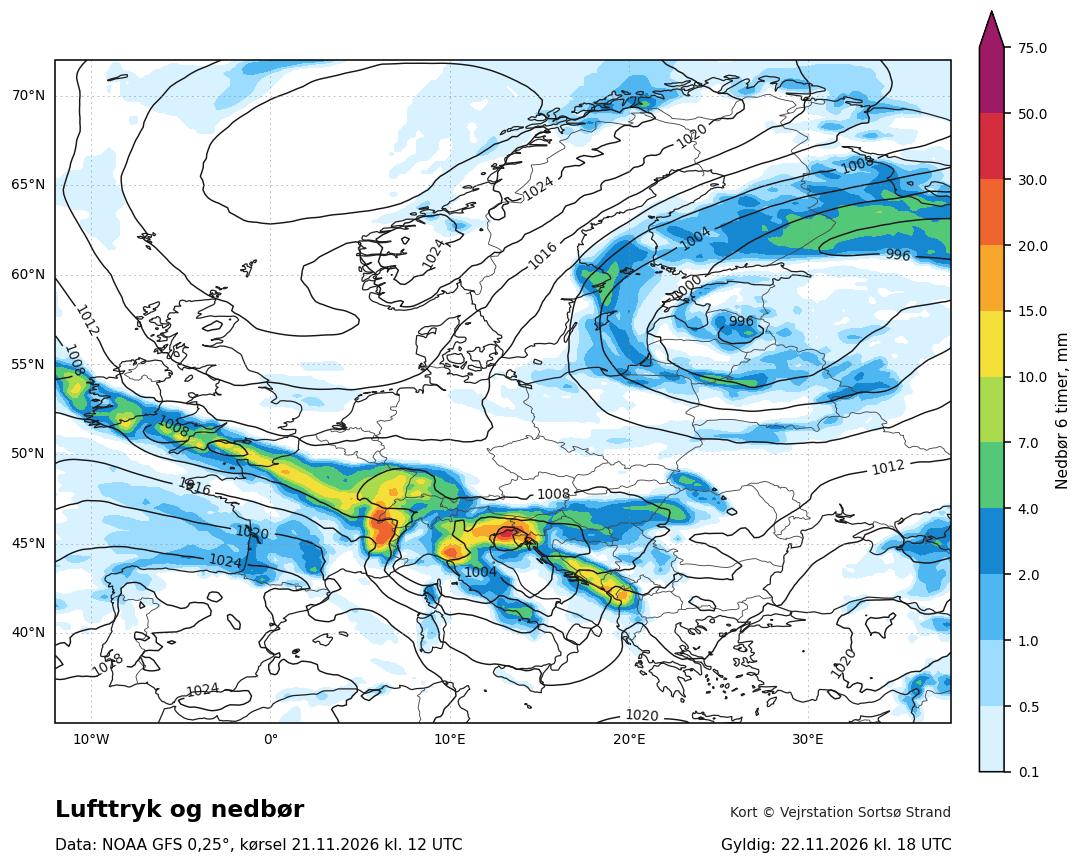 75.0
50.0
30.0
20.0
15.0
10.0
7.0
4.0
2.0
1.0
0.5
0.1
Nedbør 6 timer, mm
70°N
65°N
60°N
55°N
50°N
45°N
40°N
10°W
0°
10°E
20°E
30°E
1020
1008
1024
1024
1004
1016
996
1000
1012
996
1008
1008
1012
1016
1008
1020
1024
1004
1028
1020
1024
1020
Lufttryk og nedbør
Kort © Vejrstation Sortsø Strand
Data: NOAA GFS 0,25°, kørsel 21.11.2026 kl. 12 UTC
Gyldig: 22.11.2026 kl. 18 UTC